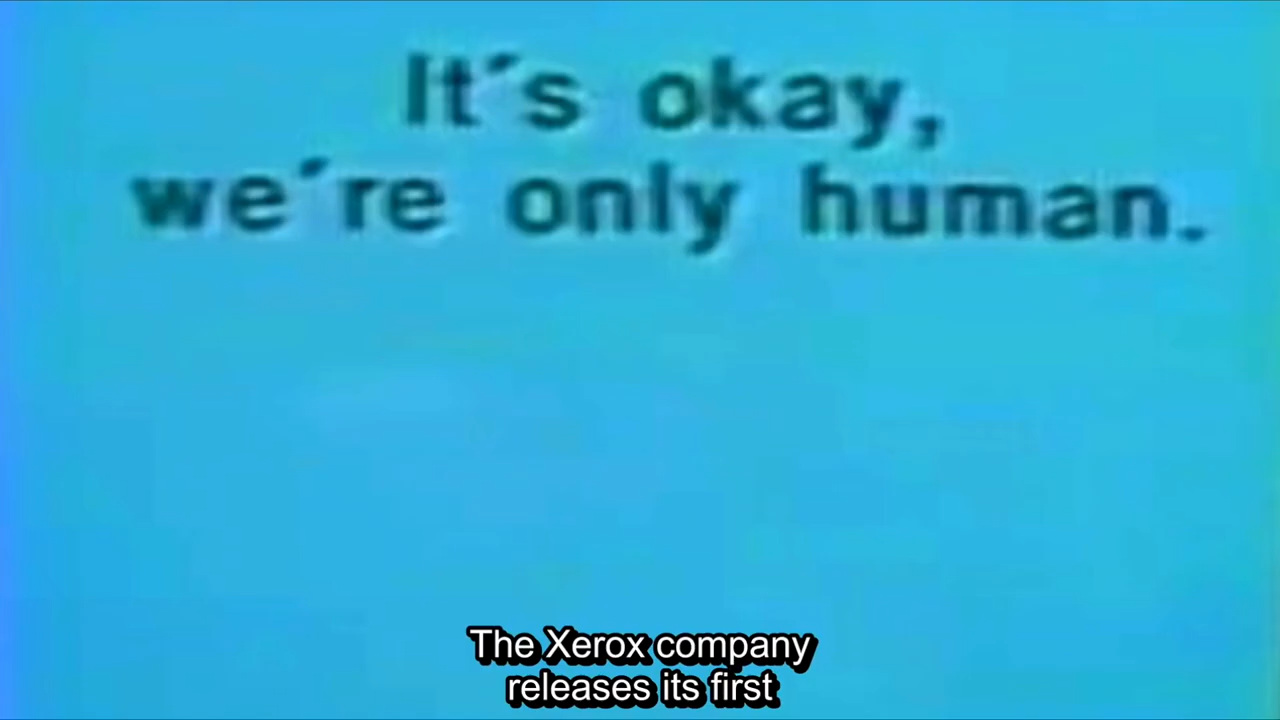 It´s okay,
we´re only human.
The Xerox company
releases its first